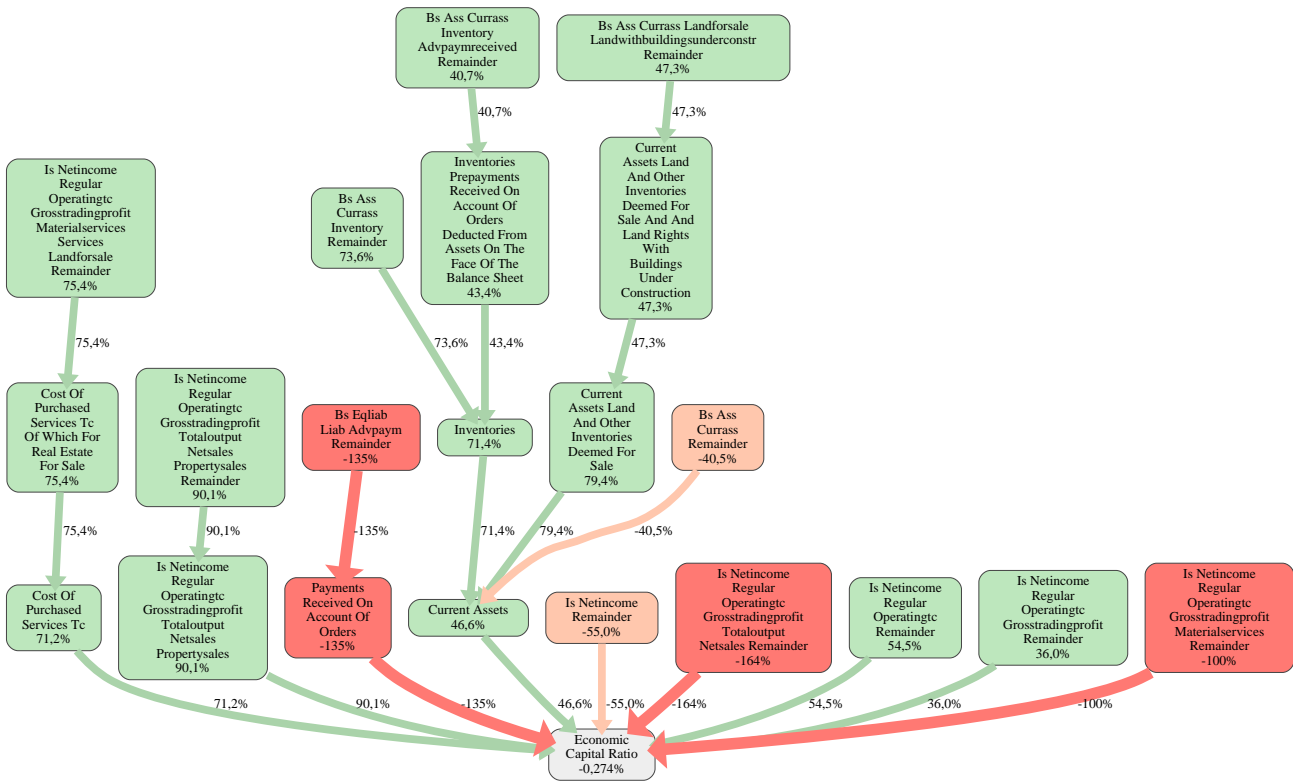 Bs Ass Currass
Inventory
Advpaymreceived
Remainder
40,7%
Bs Ass Currass Landforsale
Landwithbuildingsunderconstr
Remainder
47,3%
40,7%
47,3%
Is Netincome
Regular
Operatingtc
Grosstradingprofit
Materialservices
Services
Landforsale
Remainder
75,4%
Bs Ass
Currass
Inventory
Remainder
73,6%
Inventories
Prepayments
Received On
Account Of
Orders
Deducted From
Assets On The
Face Of The
Balance Sheet
43,4%
Current
Assets Land
And Other
Inventories
Deemed For
Sale And And
Land Rights
With
Buildings
Under
Construction
47,3%
75,4%
73,6%
43,4%
47,3%
Cost Of
Purchased
Services Tc
Of Which For
Real Estate
For Sale
75,4%
Is Netincome
Regular
Operatingtc
Grosstradingprofit
Totaloutput
Netsales
Propertysales
Remainder
90,1%
Bs Eqliab
Liab Advpaym
Remainder
-135%
Inventories
71,4%
Current
Assets Land
And Other
Inventories
Deemed For
Sale
79,4%
Bs Ass
Currass
Remainder
-40,5%
75,4%
90,1%
-135%
71,4%
79,4%
-40,5%
Cost Of
Purchased
Services Tc
71,2%
Is Netincome
Regular
Operatingtc
Grosstradingprofit
Totaloutput
Netsales
Propertysales
90,1%
Payments
Received On
Account Of
Orders
-135%
Current Assets
46,6%
Is Netincome
Remainder
-55,0%
Is Netincome
Regular
Operatingtc
Grosstradingprofit
Totaloutput
Netsales Remainder
-164%
Is Netincome
Regular
Operatingtc
Remainder
54,5%
Is Netincome
Regular
Operatingtc
Grosstradingprofit
Remainder
36,0%
Is Netincome
Regular
Operatingtc
Grosstradingprofit
Materialservices
Remainder
-100%
71,2%
90,1%
-135%
46,6%
-55,0%
-164%
54,5%
36,0%
-100%
Economic
Capital Ratio
-0,274%